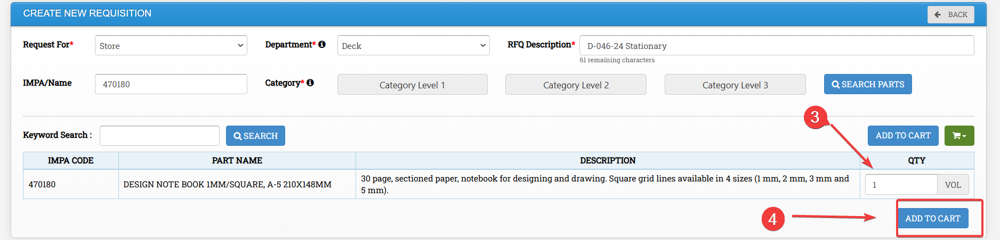 CREATE NEW REQUISITION
BACK
Request For*
Store
Department*
Deck
RFQ Description*
D-046-24 Stationary
61 remaining characters
IMPA/Name
470180
Category*
Category Level 1
Category Level 2
Category Level 3
SEARCH PARTS
3
Keyword Search :
SEARCH
ADD TO CART
IMPA CODE
PART NAME
DESCRIPTION
QTY
470180
DESIGN NOTE BOOK 1MM/SQUARE, A-5 210X148MM
30 page, sectioned paper, notebook for designing and drawing. Square grid lines available in 4 sizes (1 mm, 2 mm, 3 mm and
5 mm).
1
VOL
4
ADD TO CART